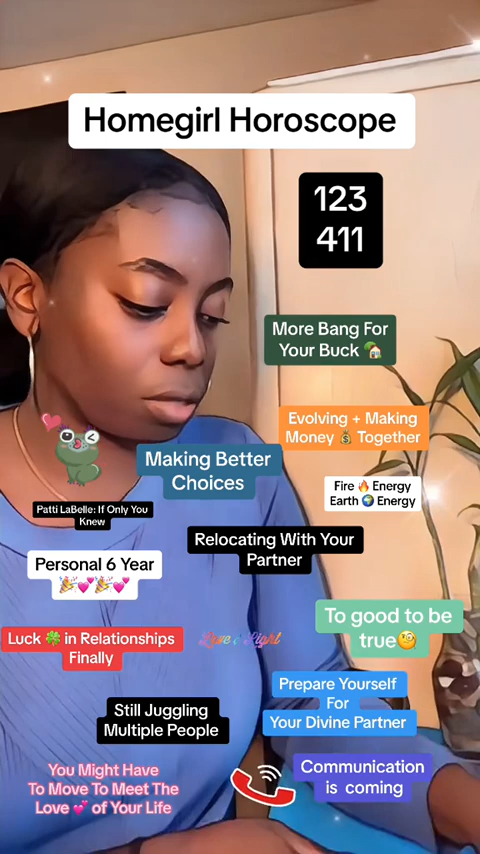 Homegirl Horoscope
123
411
More Bang For
Your Buck 🏡
Evolving + Making
Money 💰 Together
Making Better
Choices
Fire 🔥 Energy
Earth 🌍 Energy
Patti LaBelle: If Only You
Knew
Relocating With Your
Partner
Personal 6 Year
🎉💕🎉💕
To good to be
true🧐
Luck 🍀 in Relationships
Finally
Love & Light
Prepare Yourself
For
Your Divine Partner
Still Juggling
Multiple People
Communication
is coming
You Might Have
To Move To Meet The
Love 💕 of Your Life